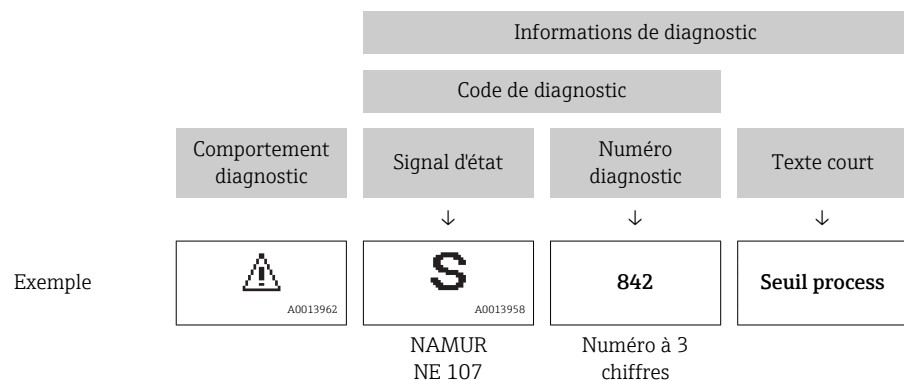 Informations de diagnostic
Code de diagnostic
Comportement
diagnostic
Signal d'état
Numéro
diagnostic
Texte court
↓
↓
↓
Exemple
A0013962
S
A0013958
842
Seuil process
NAMUR
NE 107
Numéro à 3
chiffres